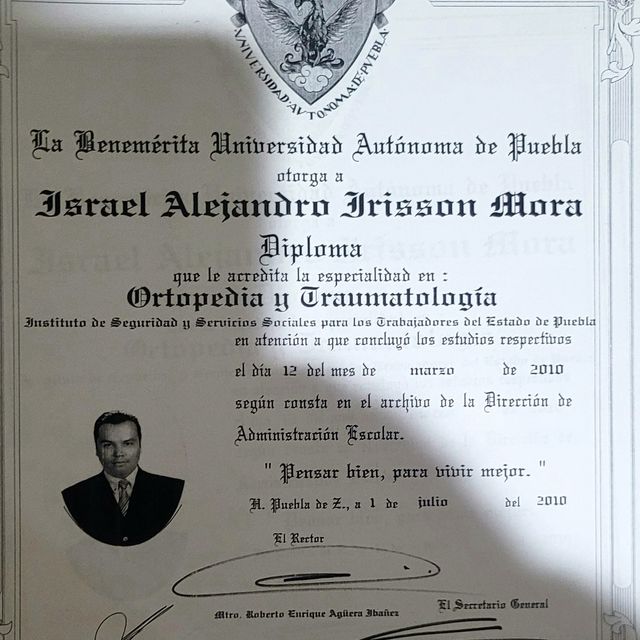 UNIVERSIDAD AUTONOMA DE PUEBLA
La Benemérita Universidad Autónoma de Puebla
otorga a
Israel Alejandro Irisson Mora
Diploma
que le acredita la especialidad en :
Ortopedia y Traumatología
Instituto de Seguridad y Servicios Sociales para los Trabajadores del Estado de Puebla
en atención a que concluyó los estudios respectivos
el día 12 del mes de marzo de 2010
según consta en el archivo de la Dirección de
Administración Escolar.
" Pensar bien, para vivir mejor. "
H. Puebla de Z., a 1 de julio del 2010
El Rector
Mtro. Roberto Enrique Agüera Ibañez
El Secretario General